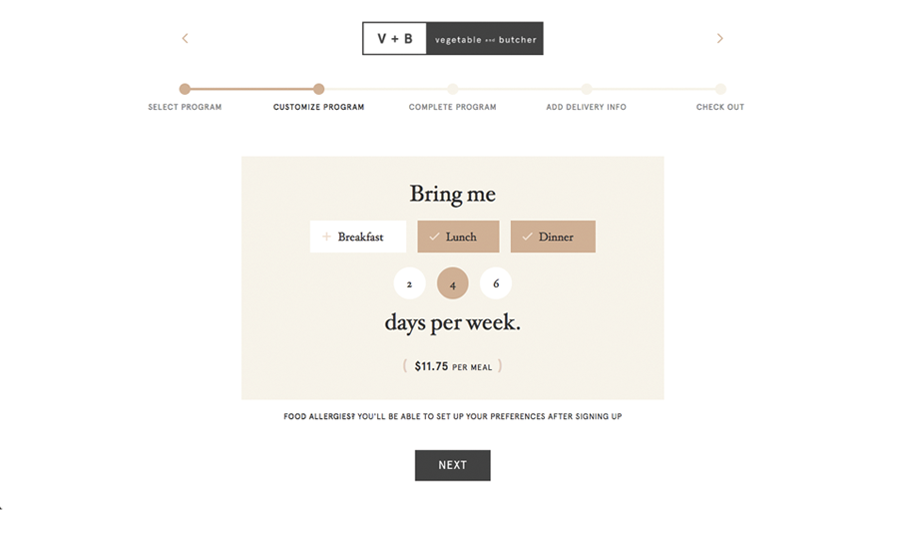 V + B vegetable and butcher
SELECT PROGRAM CUSTOMIZE PROGRAM COMPLETE PROGRAM ADD DELIVERY INFO CHECK OUT
Bring me
+ Breakfast ✓ Lunch ✓ Dinner
2 4 6
days per week.
( $11.75 PER MEAL )
FOOD ALLERGIES? YOU'LL BE ABLE TO SET UP YOUR PREFERENCES AFTER SIGNING UP
NEXT